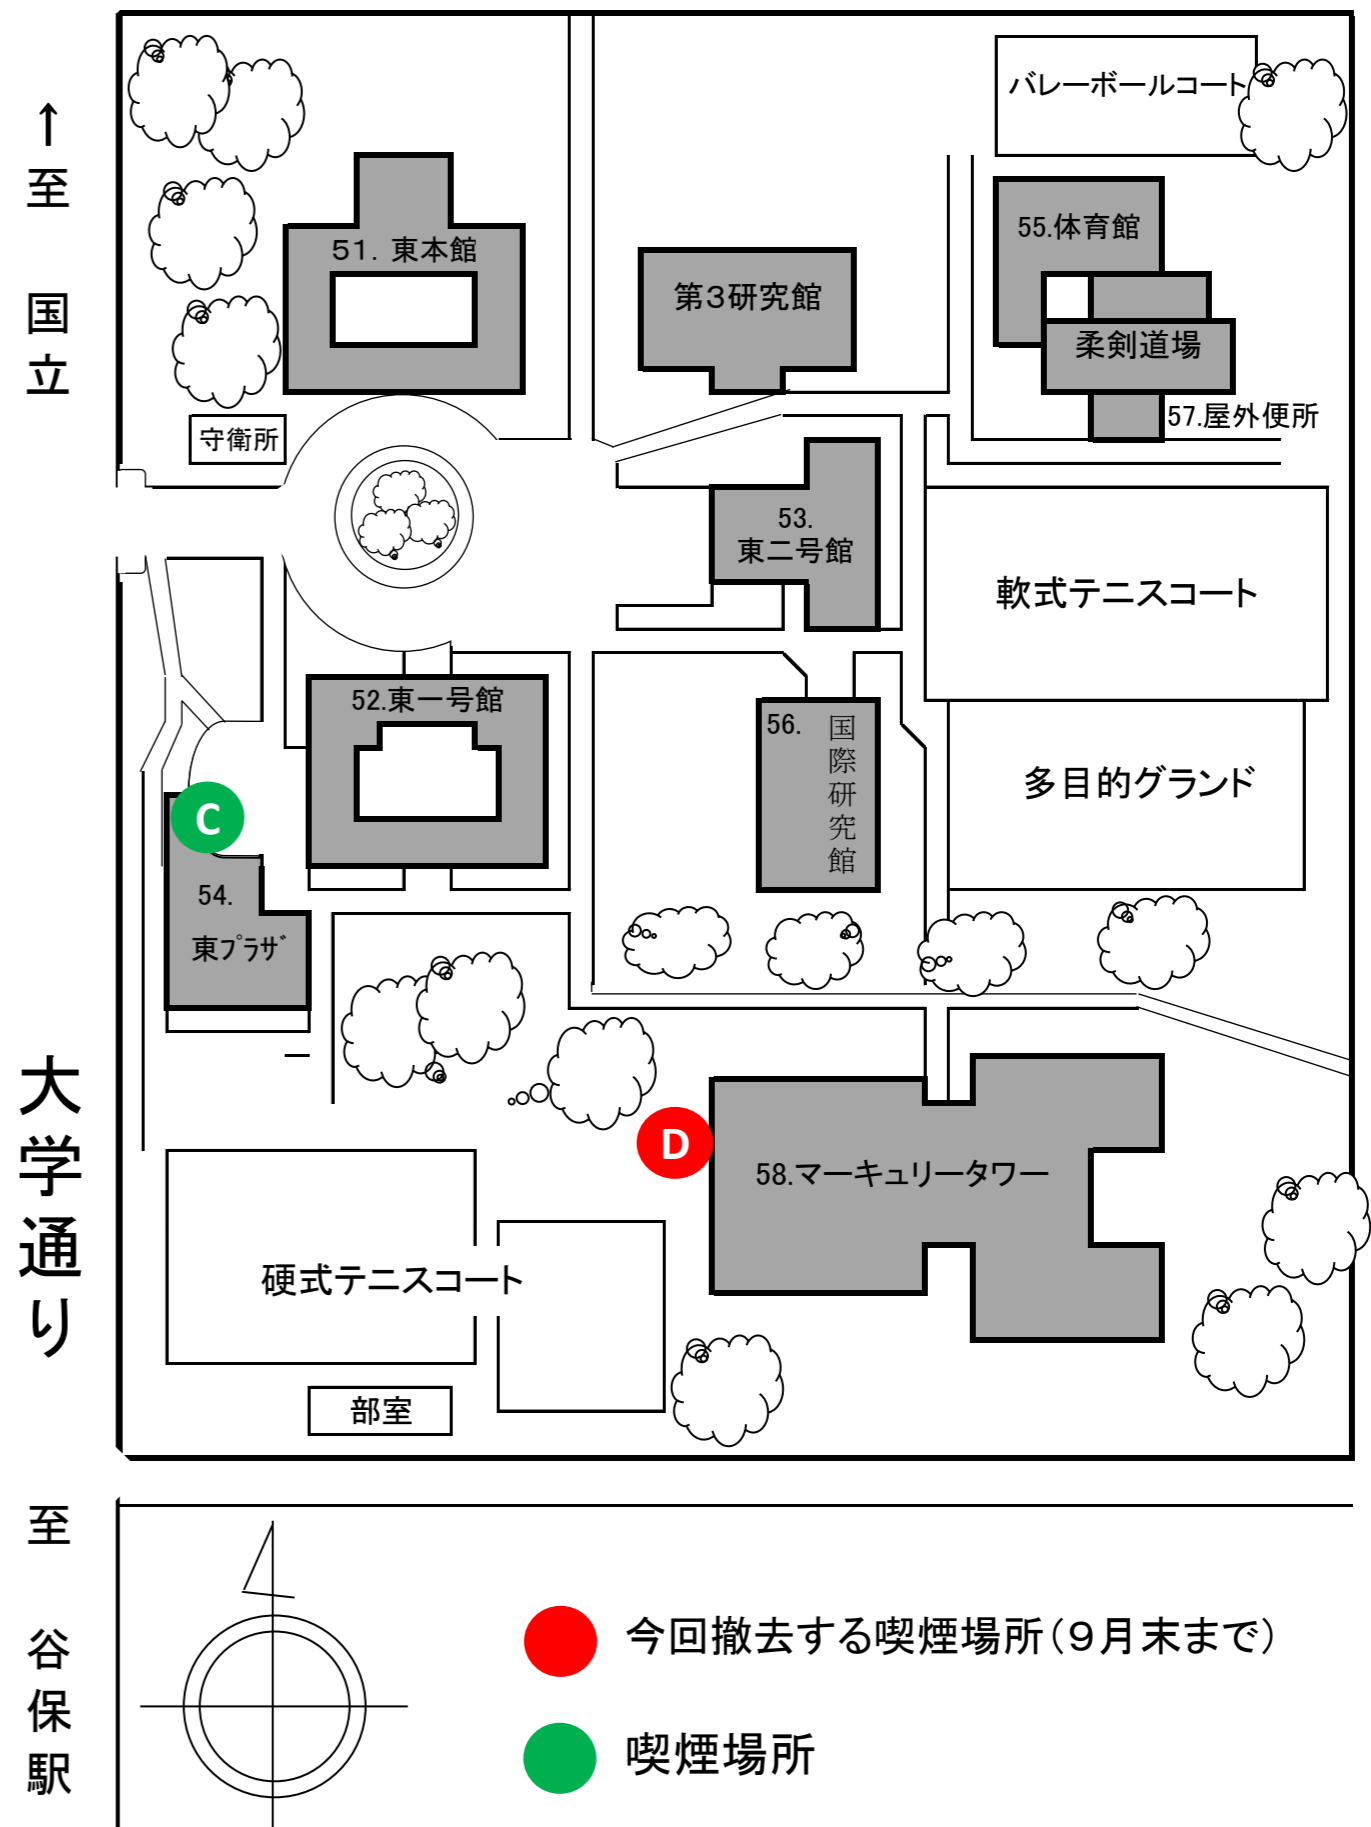 ↑至 国立
大学通り
至 谷保駅
バレーボールコート
51. 東本館
第3研究館
55.体育館
柔剣道場
57.屋外便所
守衛所
53.
東二号館
軟式テニスコート
52.東一号館
56. 国際研究館
多目的グランド
C
54.
東プラザ
D
58.マーキュリータワー
硬式テニスコート
部室
今回撤去する喫煙場所(9月末まで)
喫煙場所